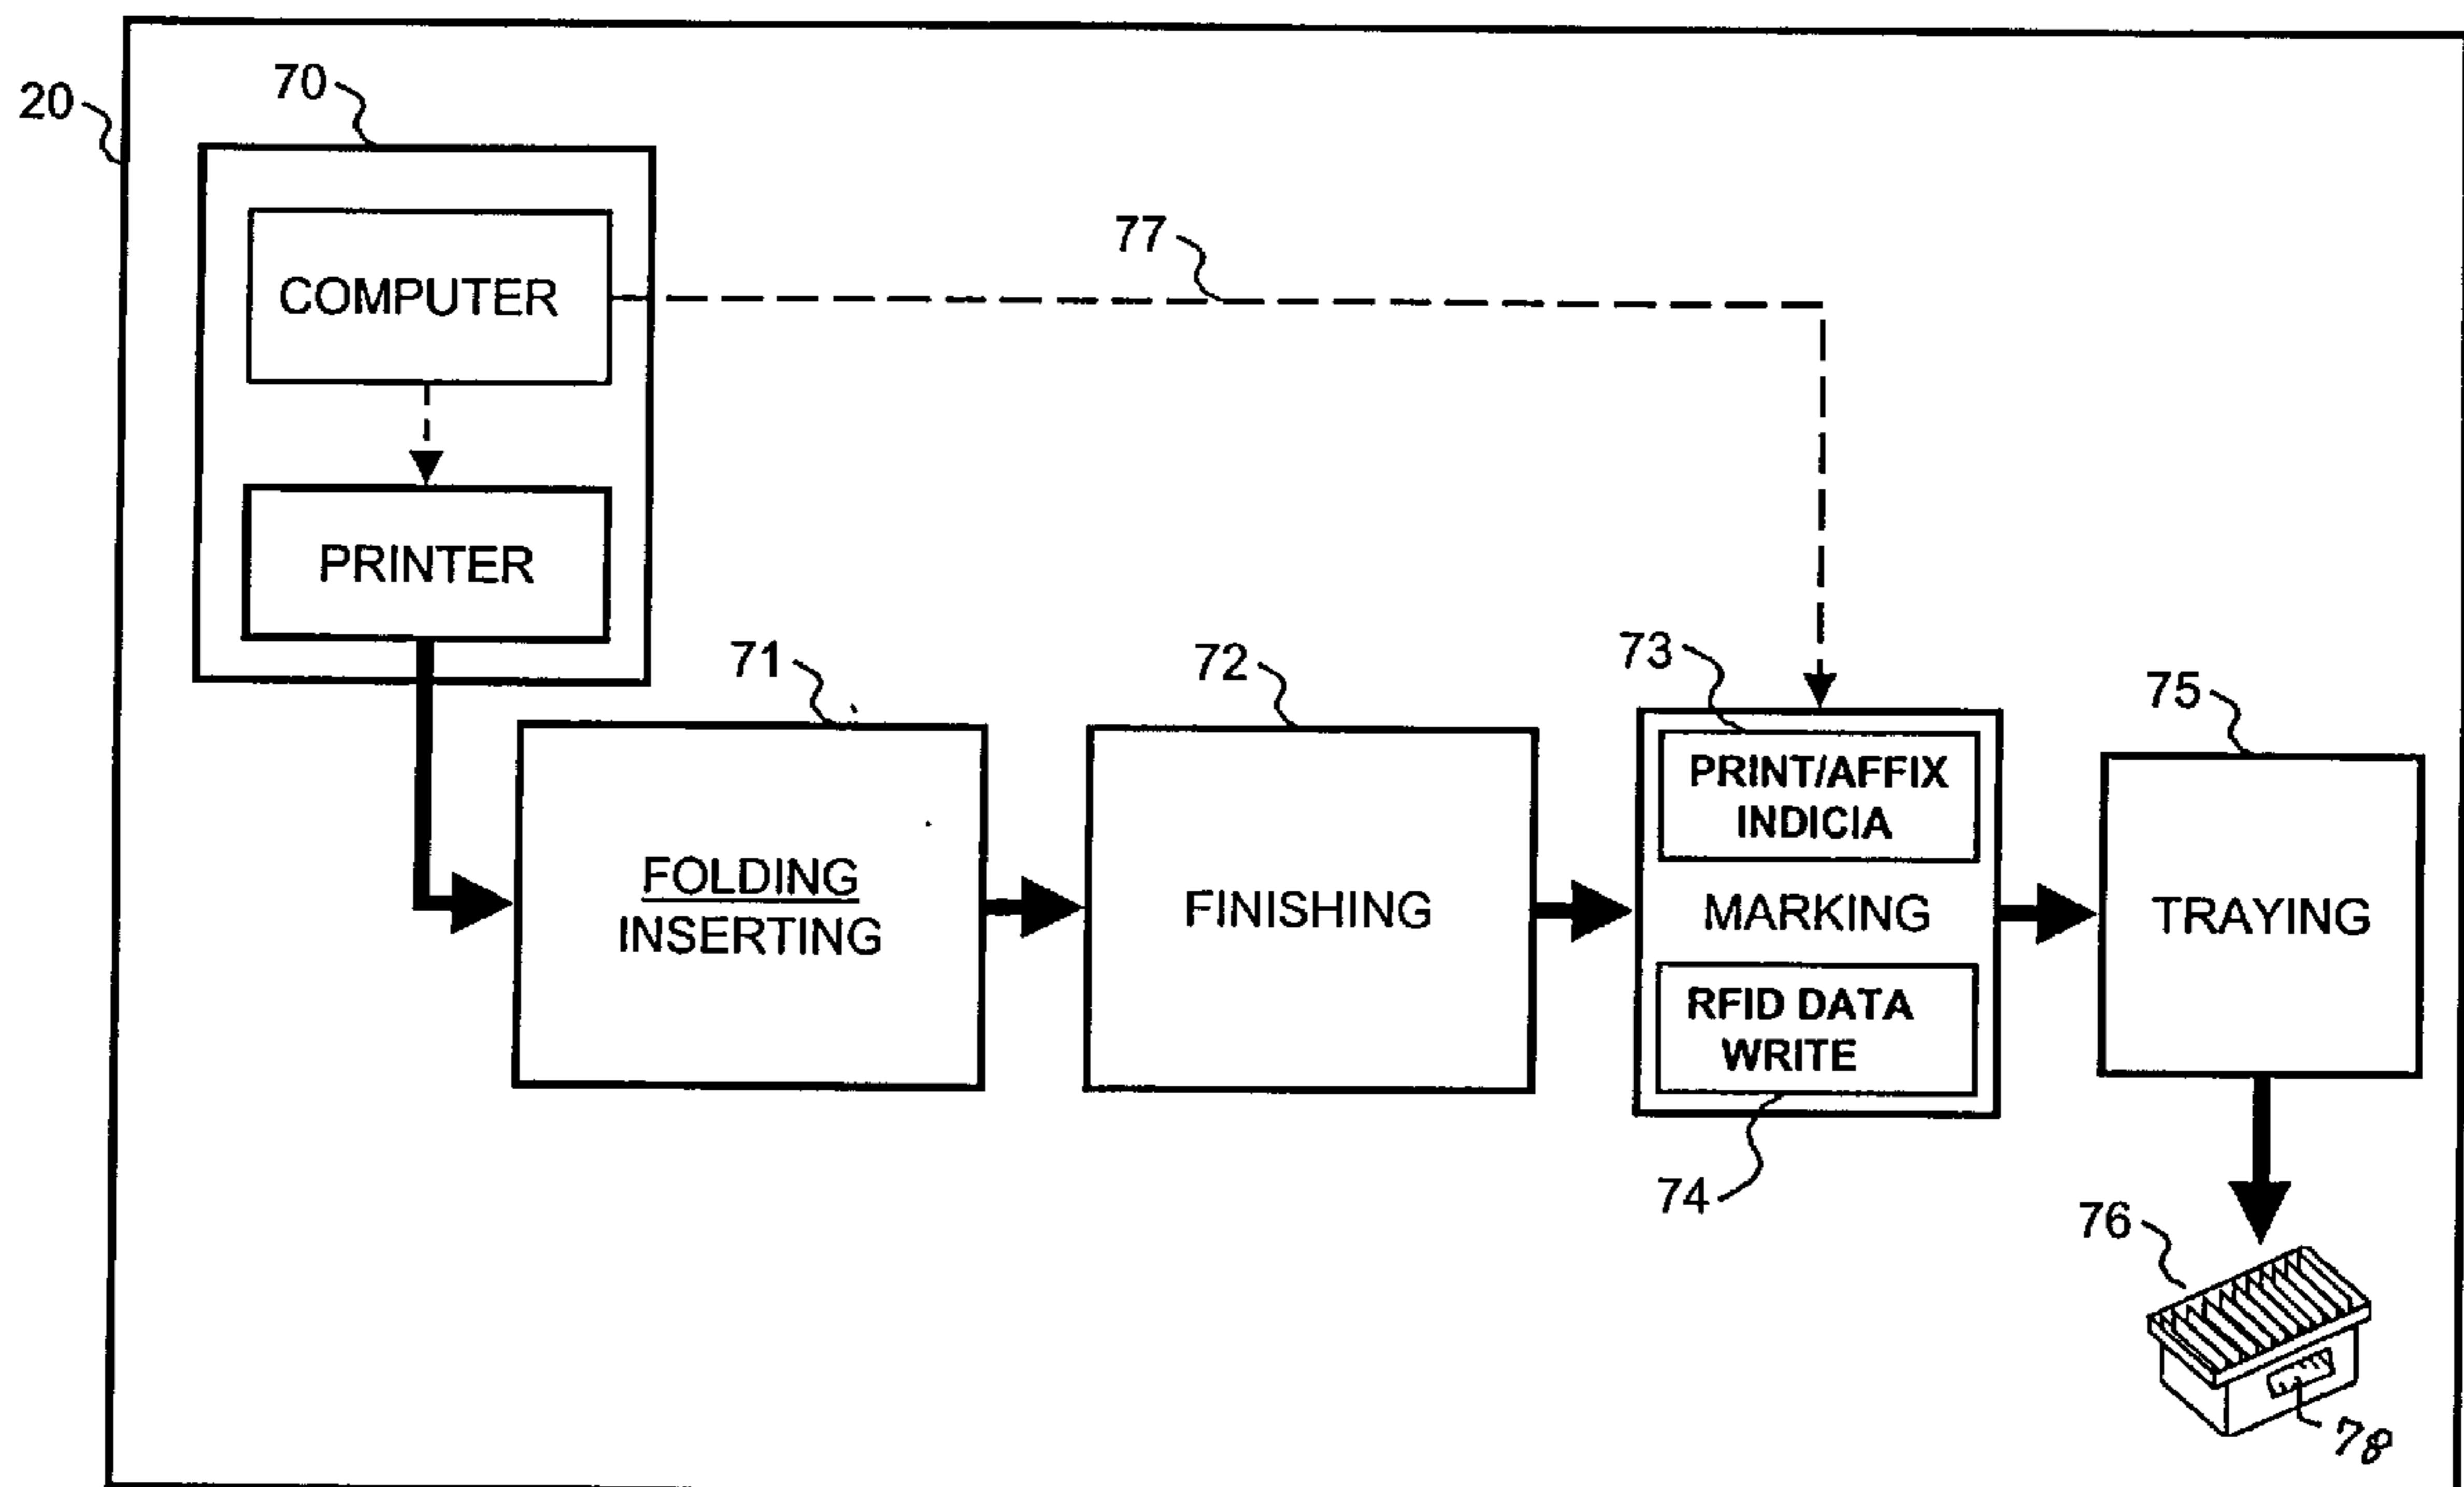 20
70
COMPUTER
77
PRINTER
71
72
73
75
FOLDING
INSERTING
FINISHING
PRINT/AFFIX
INDICIA
MARKING
RFID DATA
WRITE
TRAYING
74
76
78